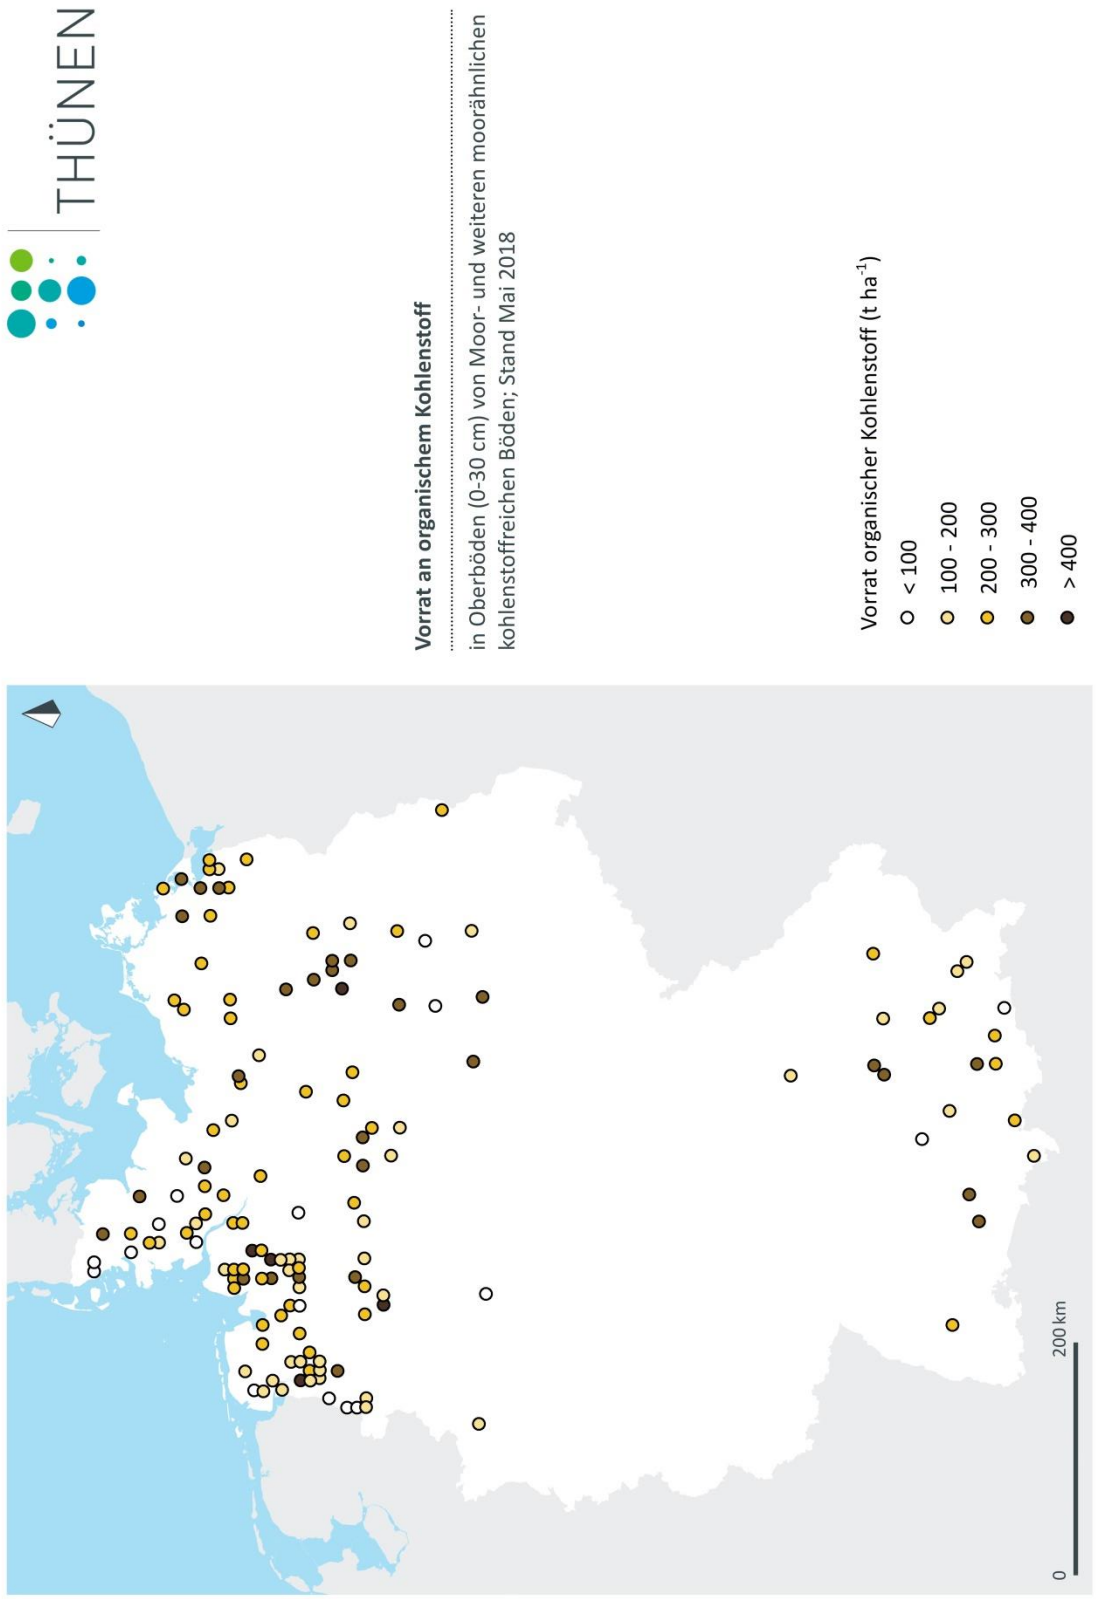 THÜNEN
Vorrat an organischem Kohlenstoff
in Oberböden (0-30 cm) von Moor- und weiteren moorähnlichen
kohlenstoffreichen Böden; Stand Mai 2018
Vorrat organischer Kohlenstoff (t ha⁻¹)
< 100
100 - 200
200 - 300
300 - 400
> 400
0 200 km